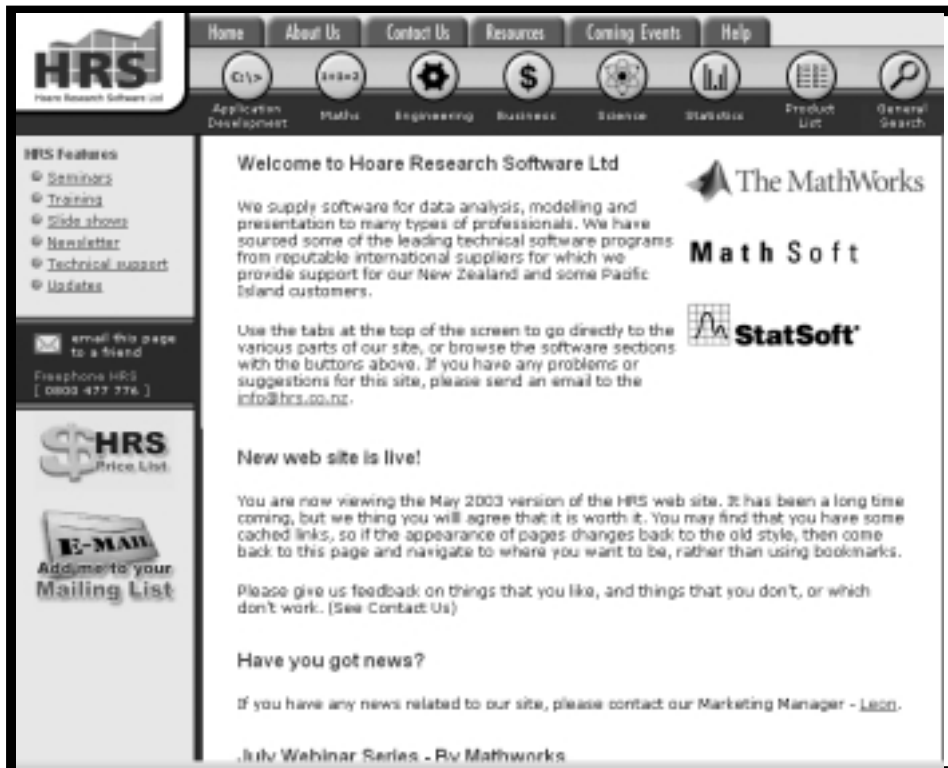 HRS
Hoare Research Software Ltd
Home
About Us
Contact Us
Resources
Coming Events
Help
C:\>
1+1=2
$
Application
Development
Maths
Engineering
Business
Science
Statistics
Product
List
General
Search
HRS Features
Seminars
Training
Slide shows
Newsletter
Technical support
Updates
email this page
to a friend
Freephone HRS
[ 0800 477 776 ]
$HRS
Price List
E-MAIL
Add me to your
Mailing List
Welcome to Hoare Research Software Ltd
We supply software for data analysis, modelling and
presentation to many types of professionals. We have
sourced some of the leading technical software programs
from reputable international suppliers for which we
provide support for our New Zealand and some Pacific
Island customers.
Use the tabs at the top of the screen to go directly to the
various parts of our site, or browse the software sections
with the buttons above. If you have any problems or
suggestions for this site, please send an email to the
info@hrs.co.nz.
The MathWorks
MathSoft
StatSoft
New web site is live!
You are now viewing the May 2003 version of the HRS web site. It has been a long time
coming, but we thing you will agree that it is worth it. You may find that you have some
cached links, so if the appearance of pages changes back to the old style, then come
back to this page and navigate to where you want to be, rather than using bookmarks.
Please give us feedback on things that you like, and things that you don't, or which
don't work. (See Contact Us)
Have you got news?
If you have any news related to our site, please contact our Marketing Manager - Leon.
July Webinar Series - By Mathworks